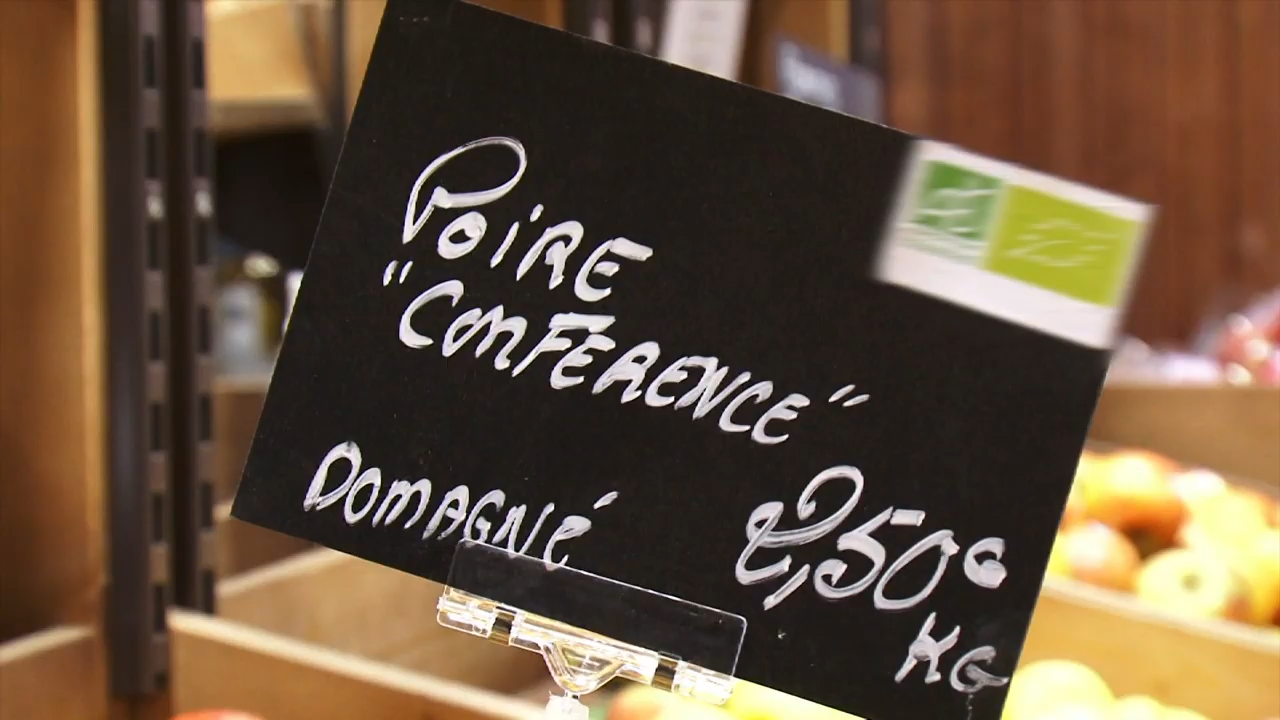 POIRE
"CONFERENCE"
DOMAGNÉ
2,50€
KG